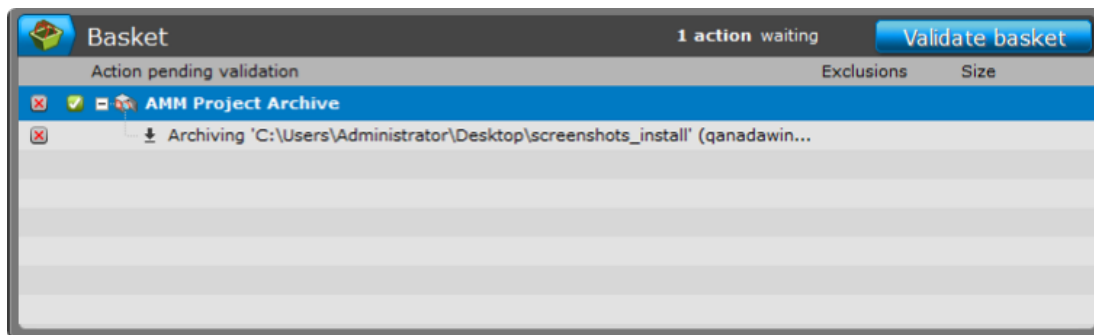 Basket 1 action waiting Validate basket
Action pending validation Exclusions Size
AMM Project Archive
Archiving 'C:\Users\Administrator\Desktop\screenshots_install' (qanadawin...